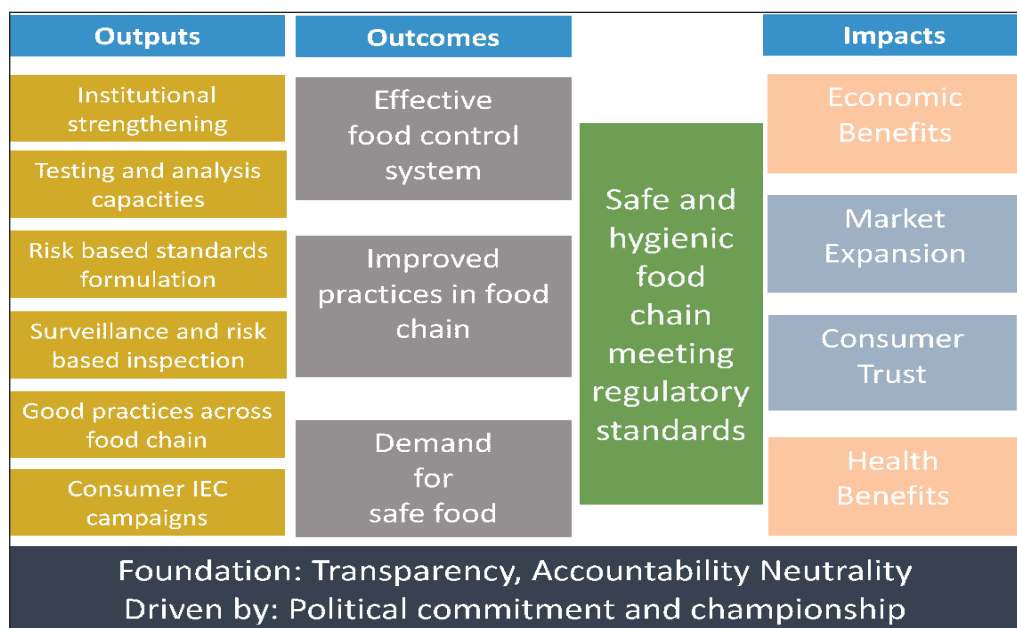 Outputs
Institutional
strengthening
Testing and analysis
capacities
Risk based standards
formulation
Surveillance and risk
based inspection
Good practices across
food chain
Consumer IEC
campaigns
Outcomes
Effective
food control
system
Improved
practices in food
chain
Demand
for
safe food
Safe and
hygienic
food
chain
meeting
regulatory
standards
Impacts
Economic
Benefits
Market
Expansion
Consumer
Trust
Health
Benefits
Foundation: Transparency, Accountability Neutrality
Driven by: Political commitment and championship